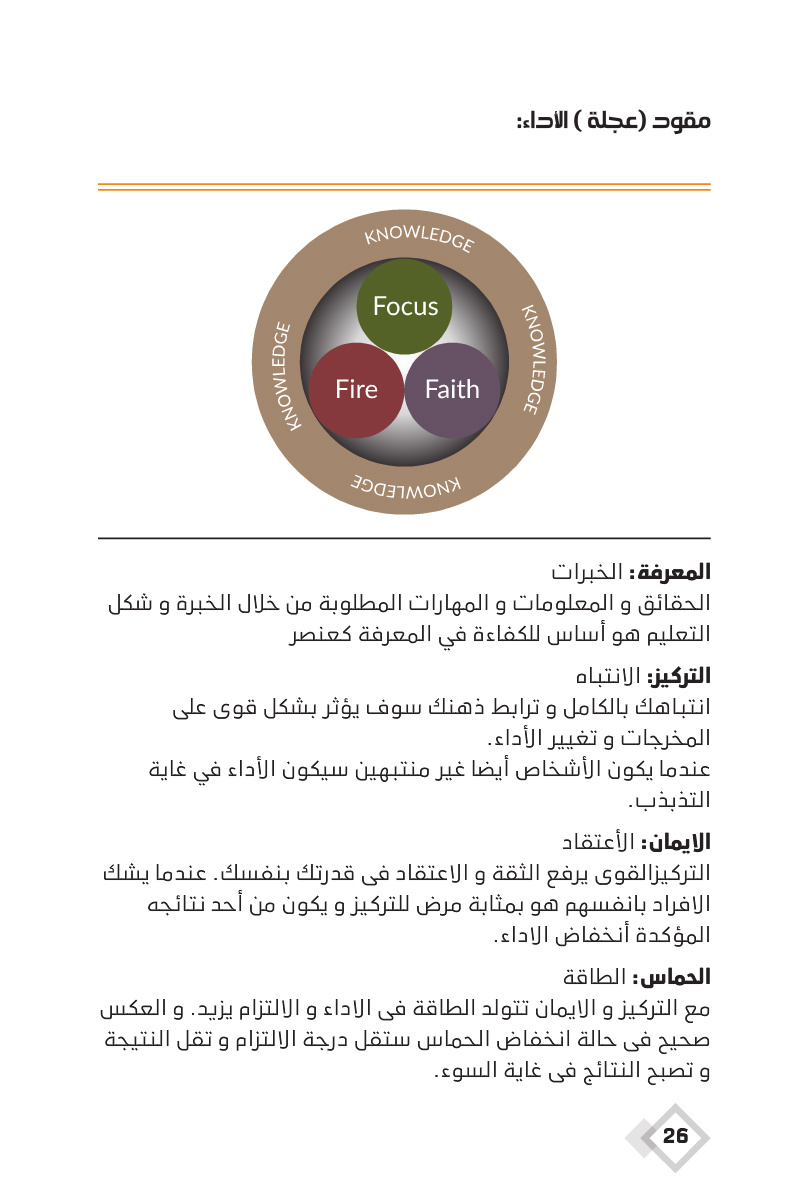 مقود (عجلة ) الأداء:
KNOWLEDGE
KNOWLEDGE
KNOWLEDGE
KNOWLEDGE
Focus
Fire
Faith
المعرفة: الخبرات
الحقائق و المعلومات و المهارات المطلوبة من خلال الخبرة و شكل
التعليم هو أساس للكفاءة في المعرفة كعنصر
التركيز: الانتباه
انتباهك بالكامل و ترابط ذهنك سوف يؤثر بشكل قوى على
المخرجات و تغيير الأداء.
عندما يكون الأشخاص أيضا غير منتبهين سيكون الأداء في غاية
التذبذب.
الايمان: الأعتقاد
التركيزالقوى يرفع الثقة و الاعتقاد فى قدرتك بنفسك. عندما يشك
الافراد بانفسهم هو بمثابة مرض للتركيز و يكون من أحد نتائجه
المؤكدة أنخفاض الاداء.
الحماس: الطاقة
مع التركيز و الايمان تتولد الطاقة فى الاداء و الالتزام يزيد. و العكس
صحيح فى حالة انخفاض الحماس ستقل درجة الالتزام و تقل النتيجة
و تصبح النتائج فى غاية السوء.
26